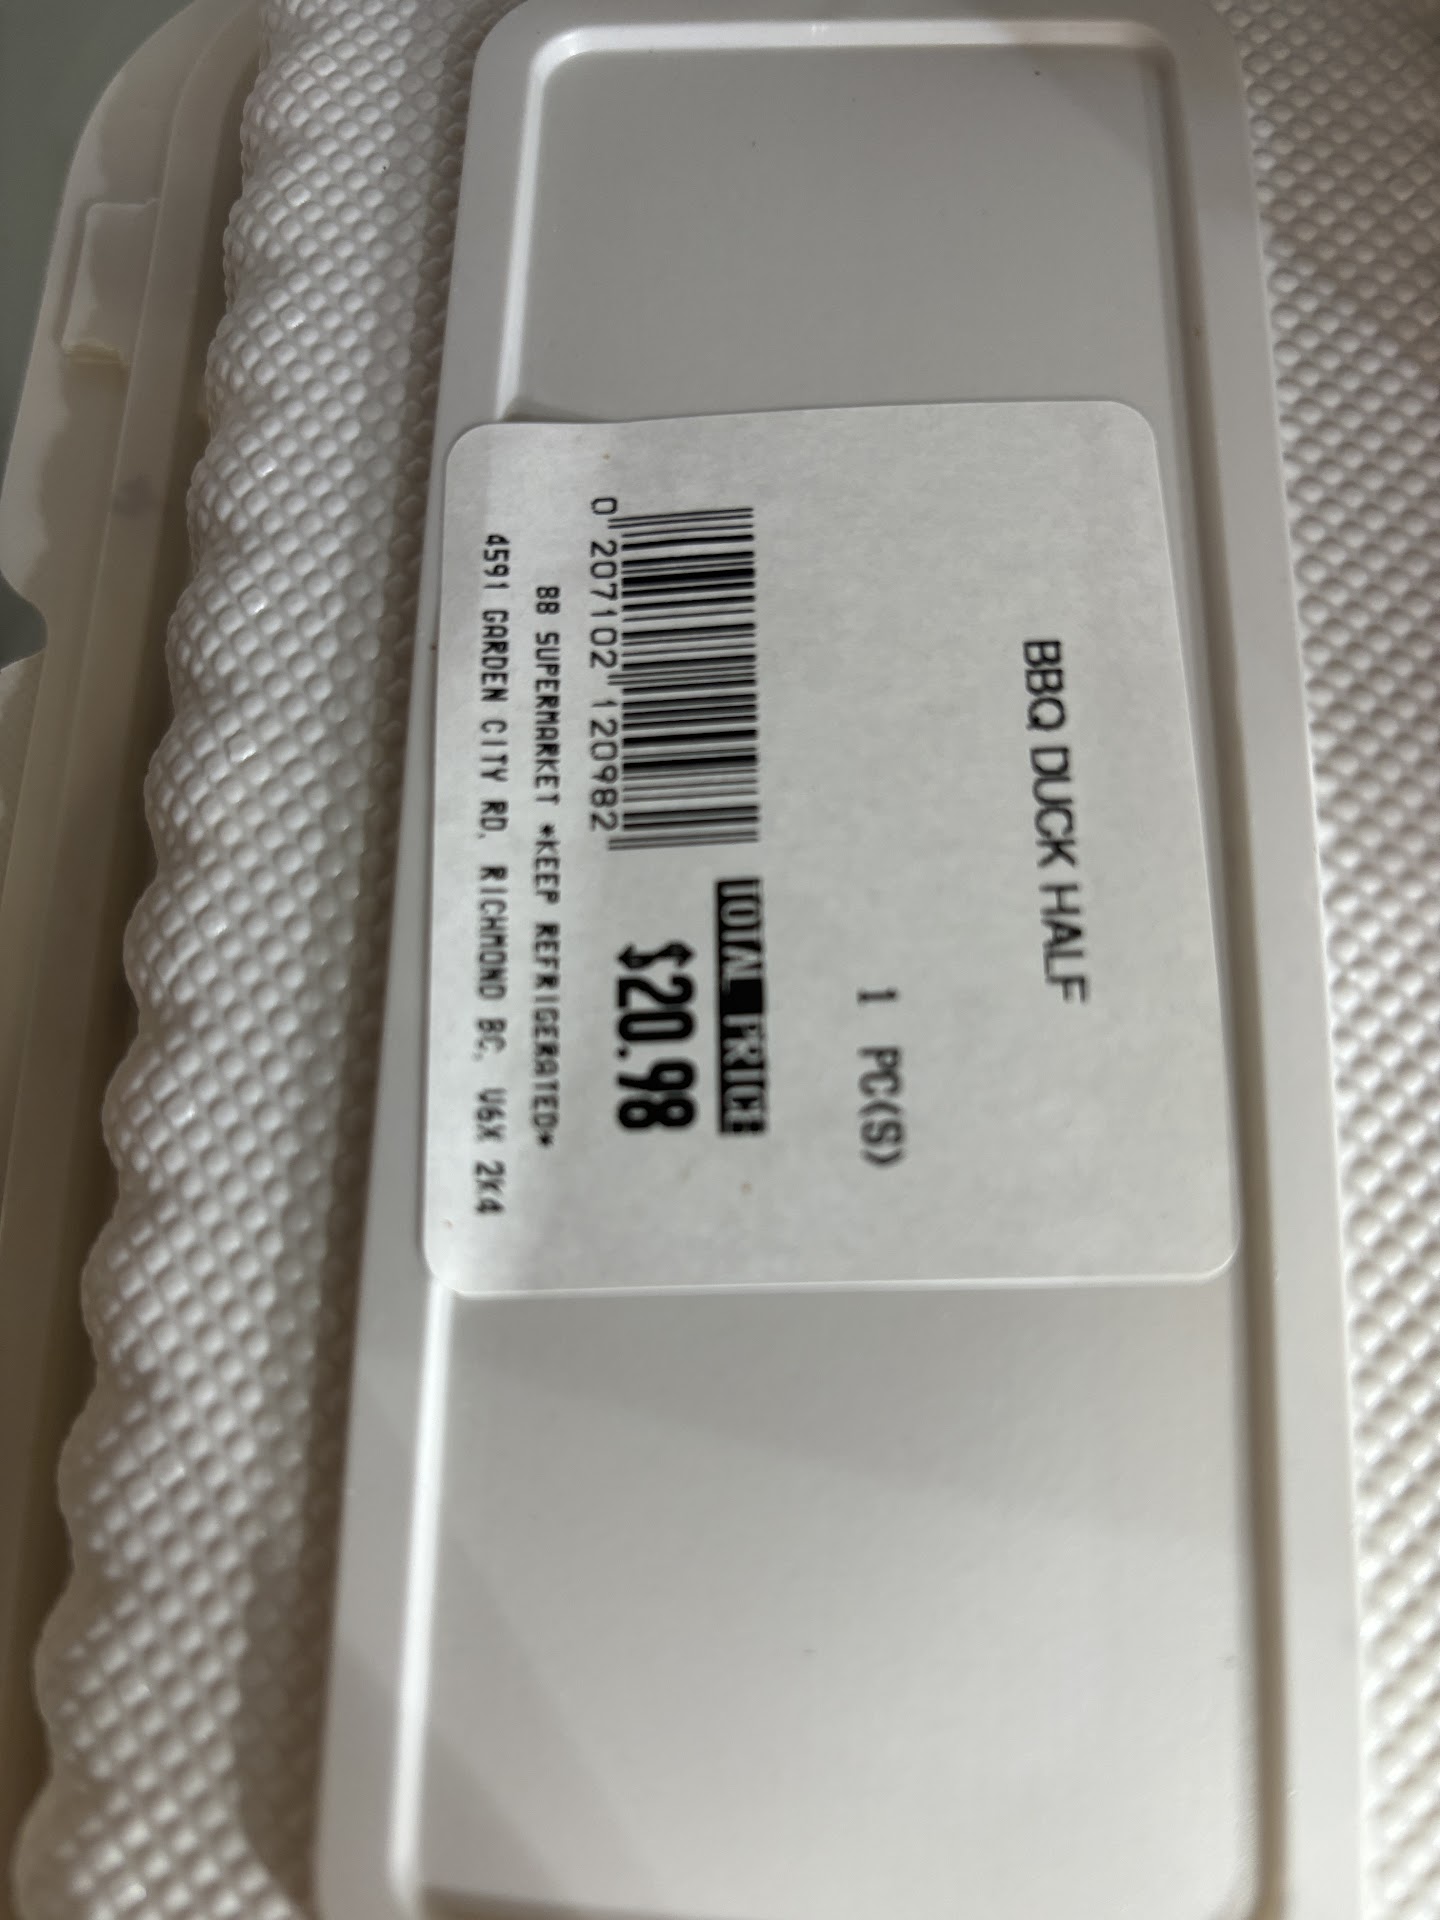 BBQ DUCK HALF
1 PC(S)
TOTAL PRICE
$20.98
0 207102 120982
BB SUPERMARKET *KEEP REFRIGERATED*
4591 GARDEN CITY RD, RICHMOND BC, V6X 2K4